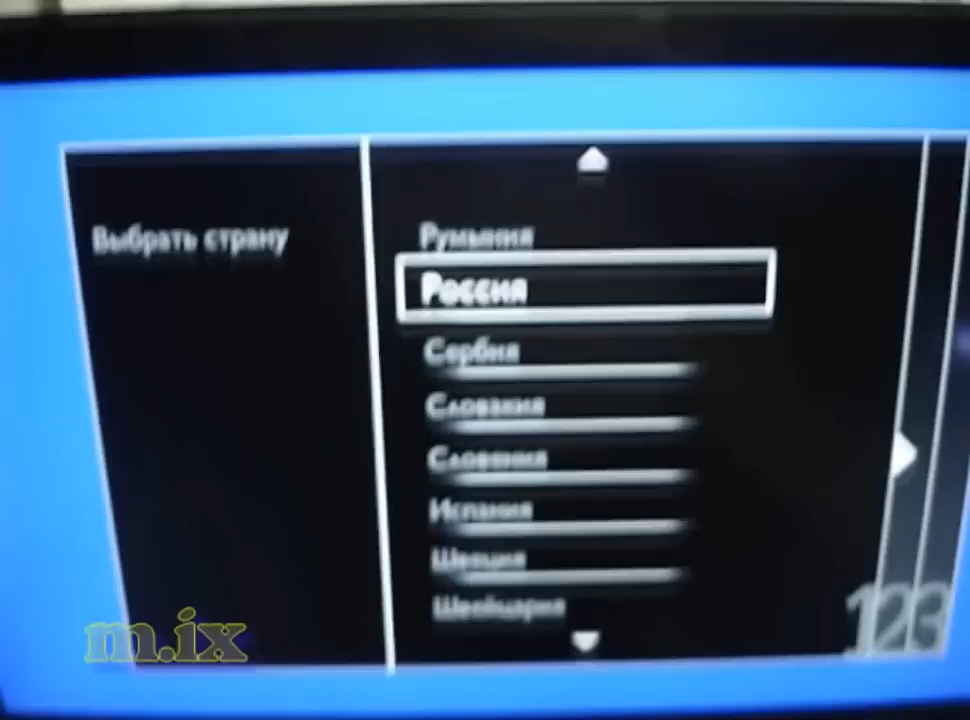 Выбрать страну
Румыния
Россия
Сербия
Словакия
Словения
Испания
Швеция
Швейцария
123
m.ix